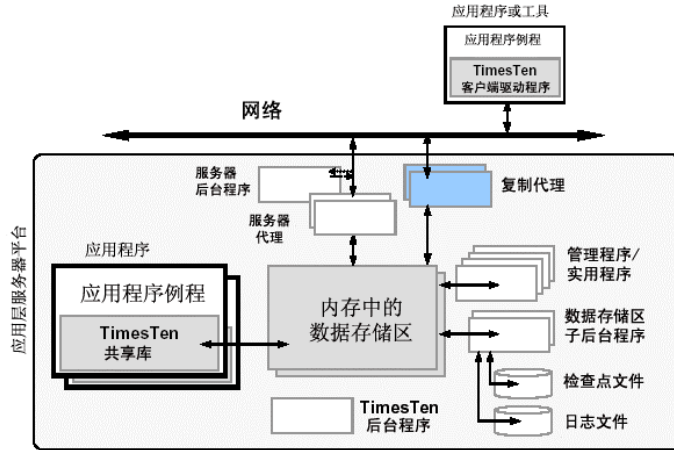 应用程序或工具
应用程序例程
TimesTen
客户端驱动程序
网络
服务器
后台程序
复制代理
服务器
代理
应用层服务器平台
应用程序
应用程序例程
TimesTen
共享库
内存中的
数据存储区
管理程序/
实用程序
数据存储区
子后台程序
检查点文件
日志文件
TimesTen
后台程序